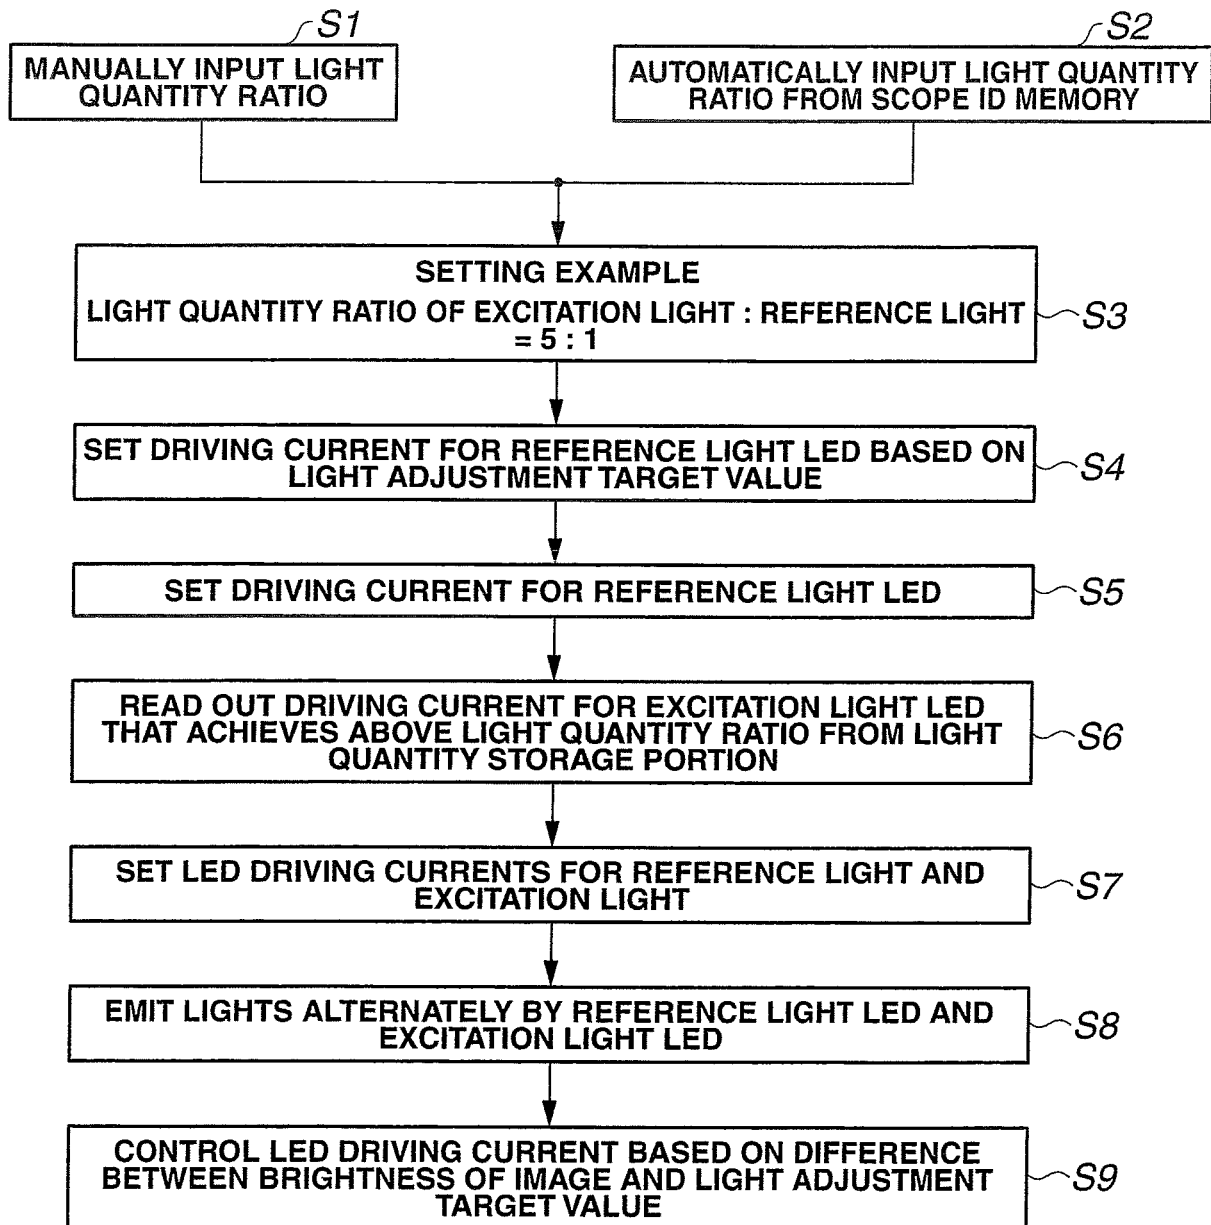 S1
MANUALLY INPUT LIGHT
QUANTITY RATIO
S2
AUTOMATICALLY INPUT LIGHT QUANTITY
RATIO FROM SCOPE ID MEMORY
SETTING EXAMPLE
LIGHT QUANTITY RATIO OF EXCITATION LIGHT : REFERENCE LIGHT
= 5 : 1
S3
SET DRIVING CURRENT FOR REFERENCE LIGHT LED BASED ON
LIGHT ADJUSTMENT TARGET VALUE
S4
SET DRIVING CURRENT FOR REFERENCE LIGHT LED
S5
READ OUT DRIVING CURRENT FOR EXCITATION LIGHT LED
THAT ACHIEVES ABOVE LIGHT QUANTITY RATIO FROM LIGHT
QUANTITY STORAGE PORTION
S6
SET LED DRIVING CURRENTS FOR REFERENCE LIGHT AND
EXCITATION LIGHT
S7
EMIT LIGHTS ALTERNATELY BY REFERENCE LIGHT LED AND
EXCITATION LIGHT LED
S8
CONTROL LED DRIVING CURRENT BASED ON DIFFERENCE
BETWEEN BRIGHTNESS OF IMAGE AND LIGHT ADJUSTMENT
TARGET VALUE
S9